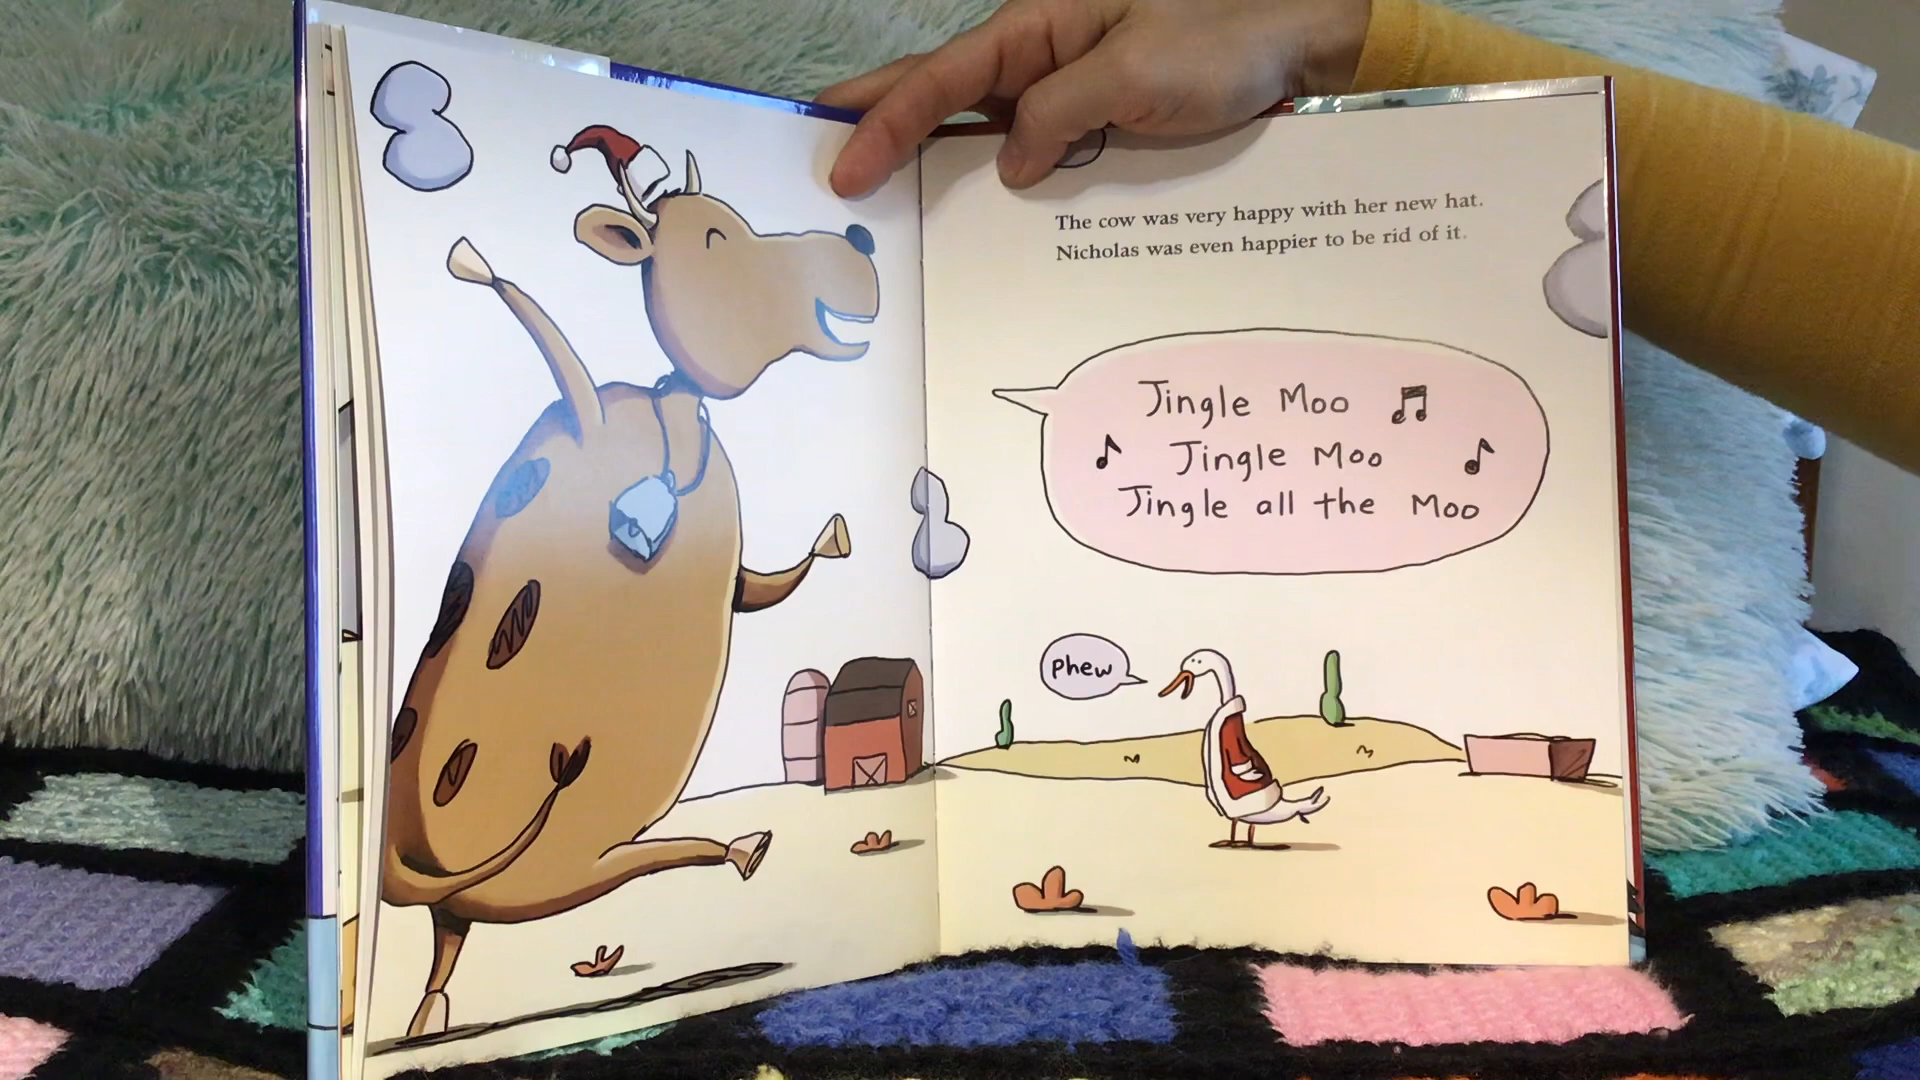 The cow was very happy with her new hat.
Nicholas was even happier to be rid of it.
Jingle Moo
Jingle Moo
Jingle all the Moo
Phew